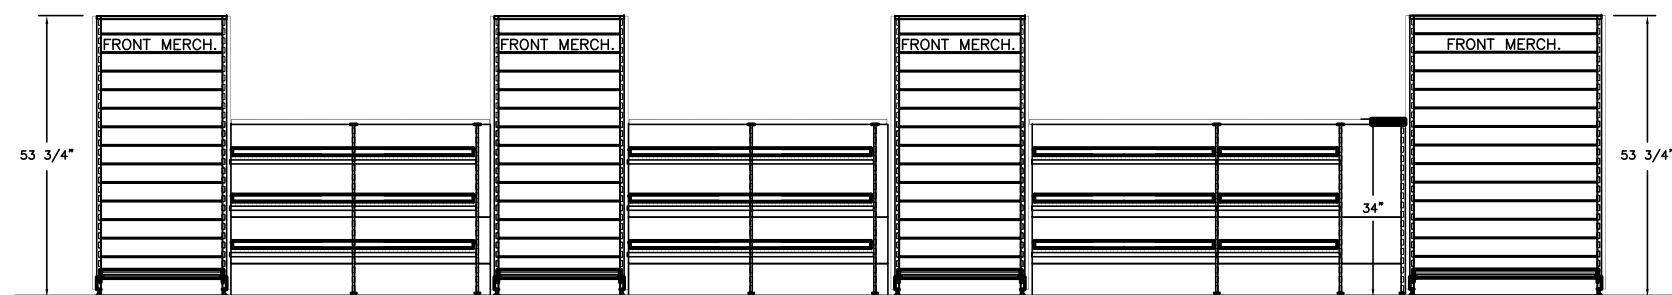 FRONT MERCH.
FRONT MERCH.
FRONT MERCH.
FRONT MERCH.
53 3/4"
53 3/4"
34"